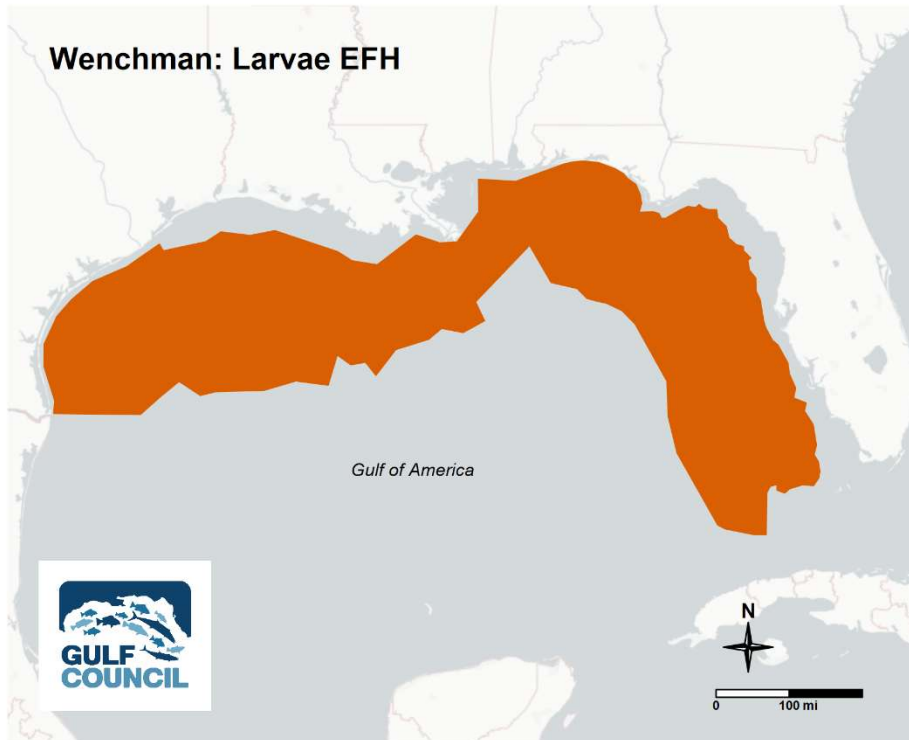 Wenchman: Larvae EFH
Gulf of America
GULF
COUNCIL
N
0 100 mi